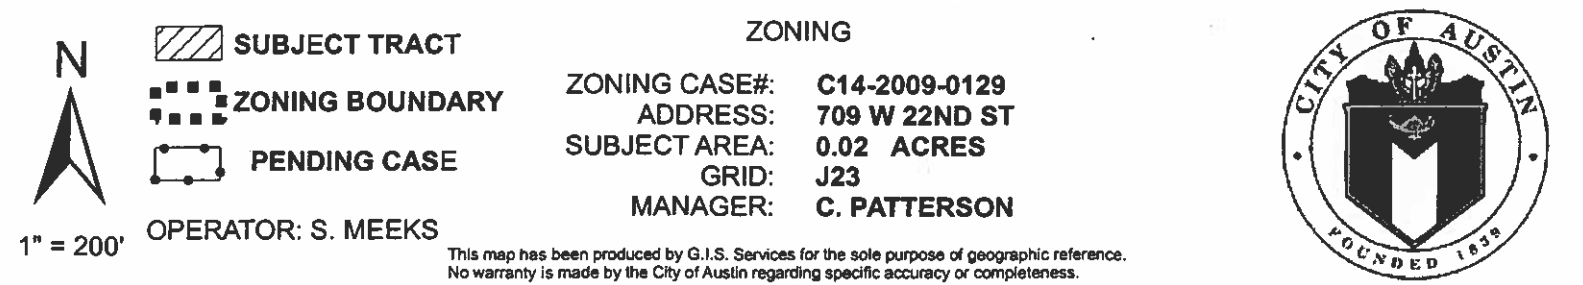 N
1" = 200'
SUBJECT TRACT
ZONING BOUNDARY
PENDING CASE
OPERATOR: S. MEEKS
ZONING
ZONING CASE#: C14-2009-0129
ADDRESS: 709 W 22ND ST
SUBJECT AREA: 0.02 ACRES
GRID: J23
MANAGER: C. PATTERSON
This map has been produced by G.I.S. Services for the sole purpose of geographic reference.
No warranty is made by the City of Austin regarding specific accuracy or completeness.
CITY OF AUSTIN
FOUNDED 1839